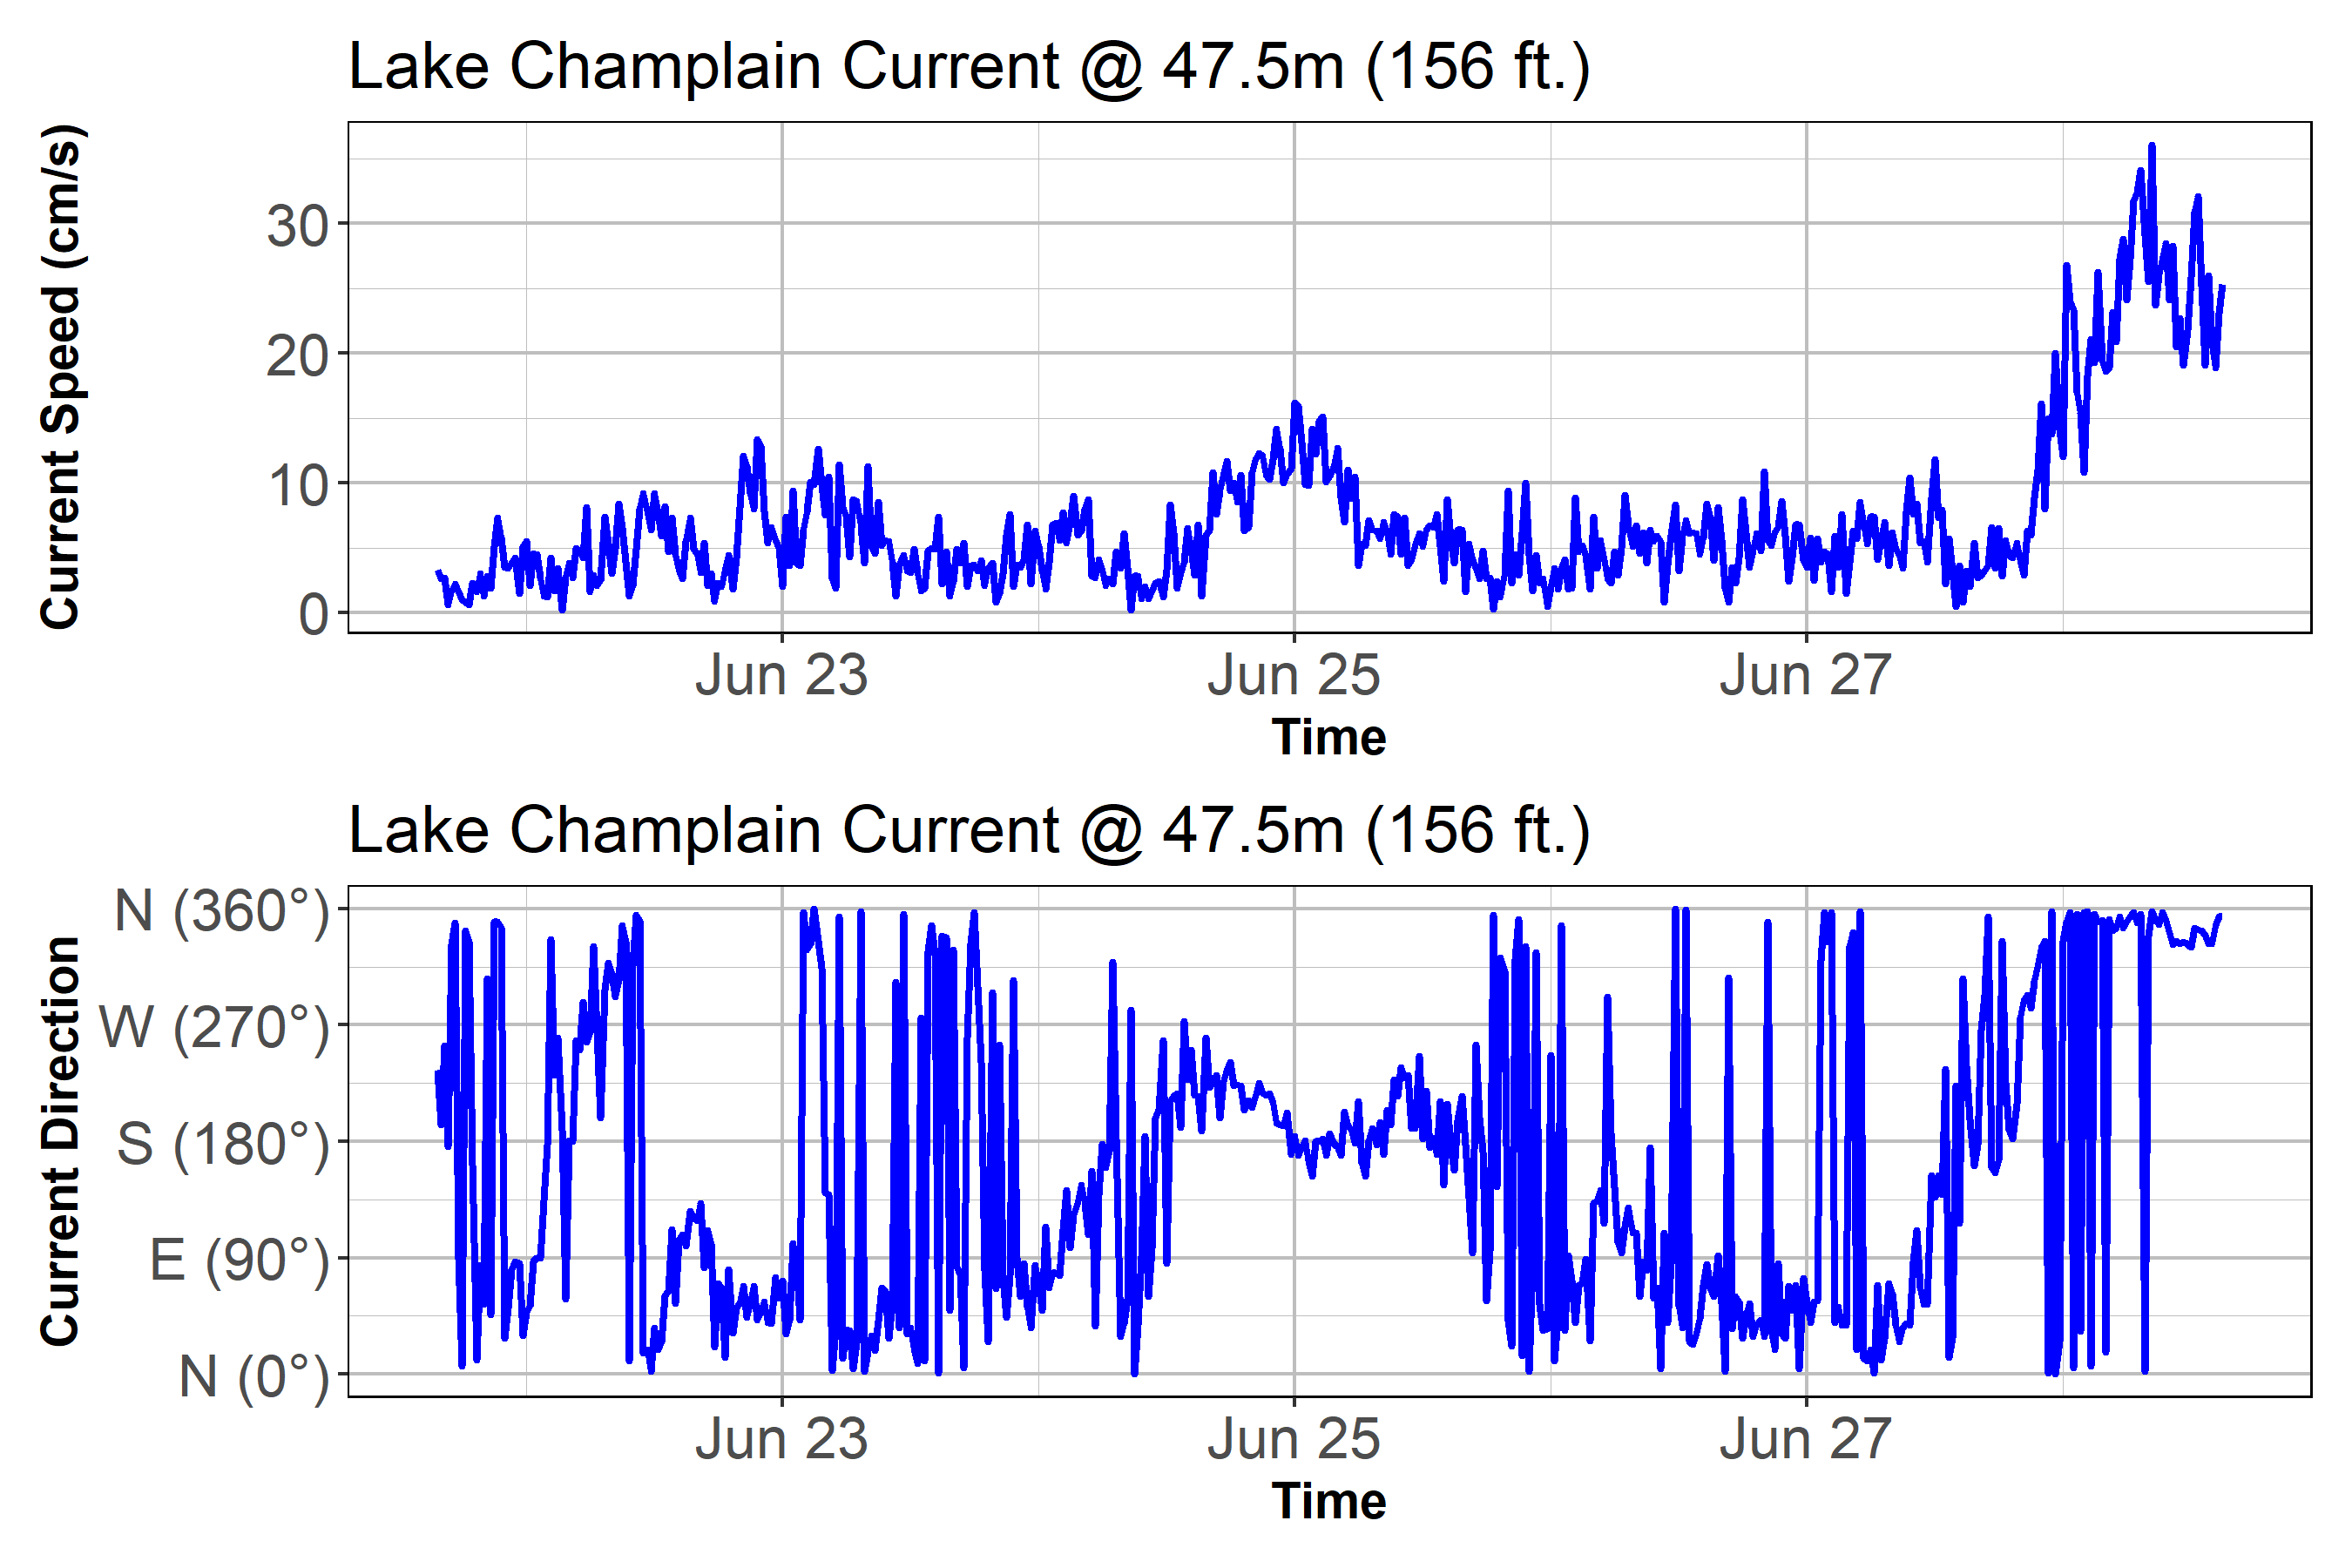 Lake Champlain Current @ 47.5m (156 ft.)
Current Speed (cm/s)
30
20
10
0
Jun 23
Jun 25
Jun 27
Time
Lake Champlain Current @ 47.5m (156 ft.)
Current Direction
N (360°)
W (270°)
S (180°)
E (90°)
N (0°)
Jun 23
Jun 25
Jun 27
Time